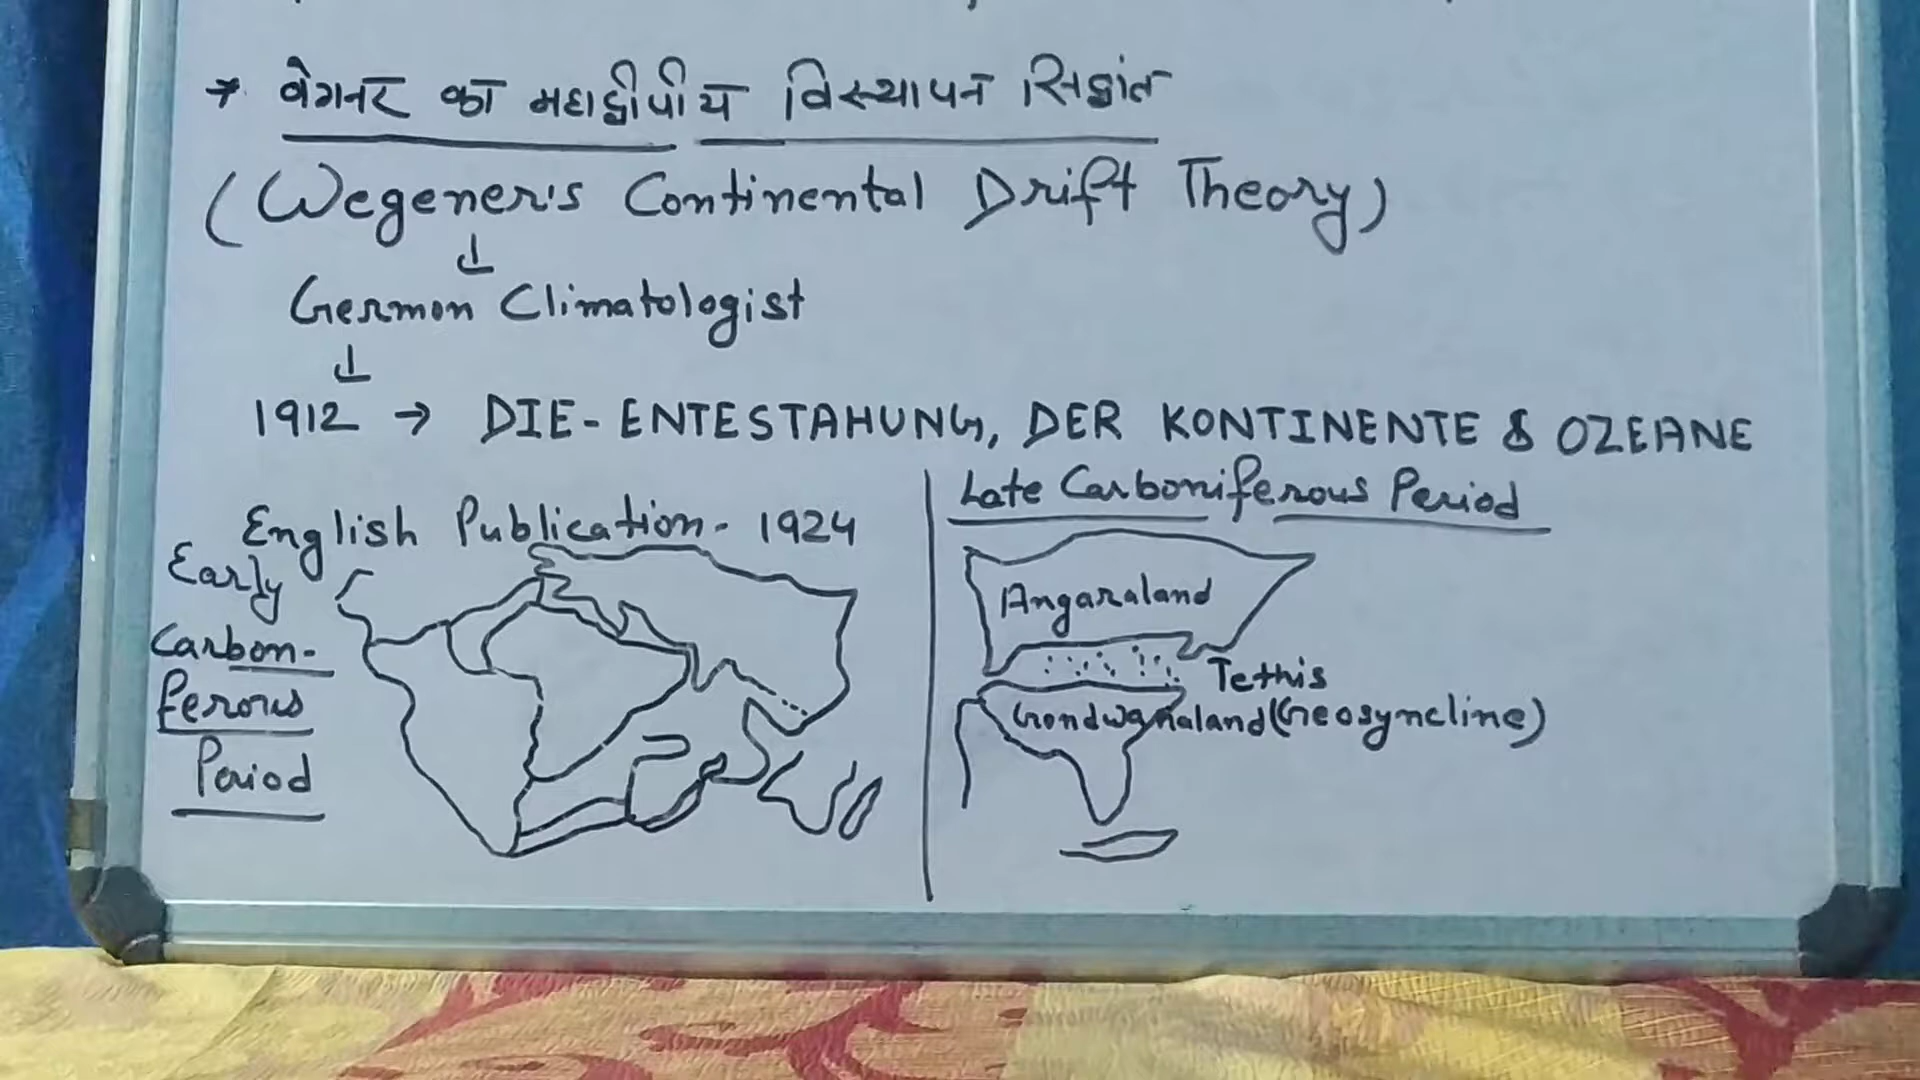 * वेगनर का महाद्वीपीय विस्थापन सिद्धांत
(Wegener's Continental Drift Theory)
German Climatologist
1912 → DIE-ENTESTAHUNG, DER KONTINENTE & OZEANE
English Publication - 1924
Early
Carbon-
ferous
Period
Late Carboniferous Period
Angaraland
Tethis
Gondwanaland (Geosyncline)